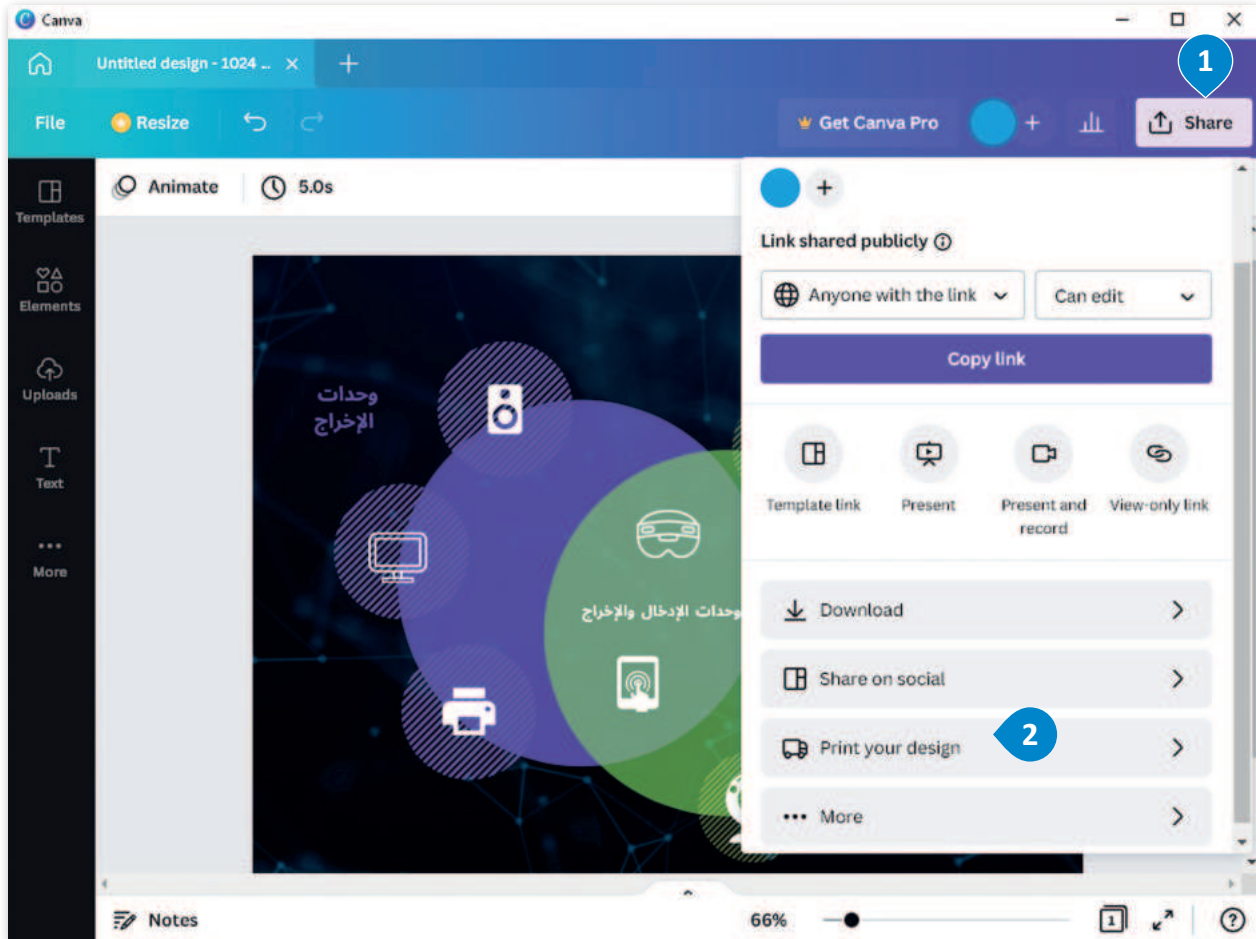 Canva
Untitled design - 1024 ...
1
File
Resize
Get Canva Pro
Share
Templates
Animate
5.0s
Elements
Uploads
Text
More
Link shared publicly
Anyone with the link
Can edit
Copy link
Template link
Present
Present and record
View-only link
Download
Share on social
Print your design
2
More
وحدات
الإخراج
وحدات الإدخال والإخراج
Notes
66%
1